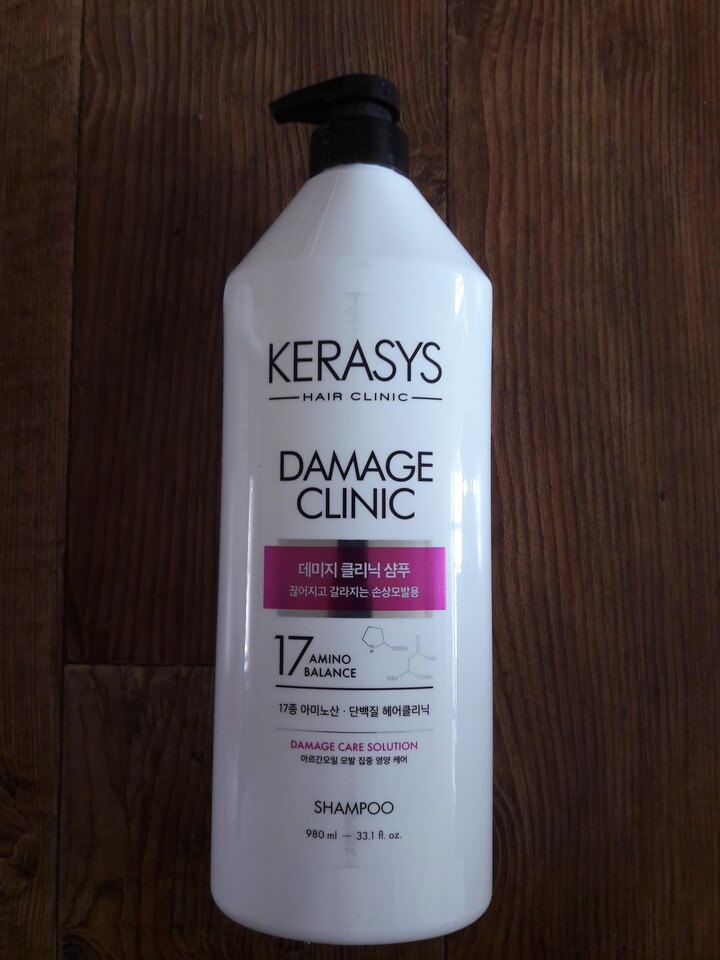 KERASYS
HAIR CLINIC
DAMAGE
CLINIC
데미지 클리닉 샴푸
끊어지고 갈라지는 손상모발용
17 AMINO
BALANCE
17종 아미노산 · 단백질 헤어클리닉
DAMAGE CARE SOLUTION
아르간오일 모발 집중 영양 케어
SHAMPOO
980 ml — 33.1 fl. oz.